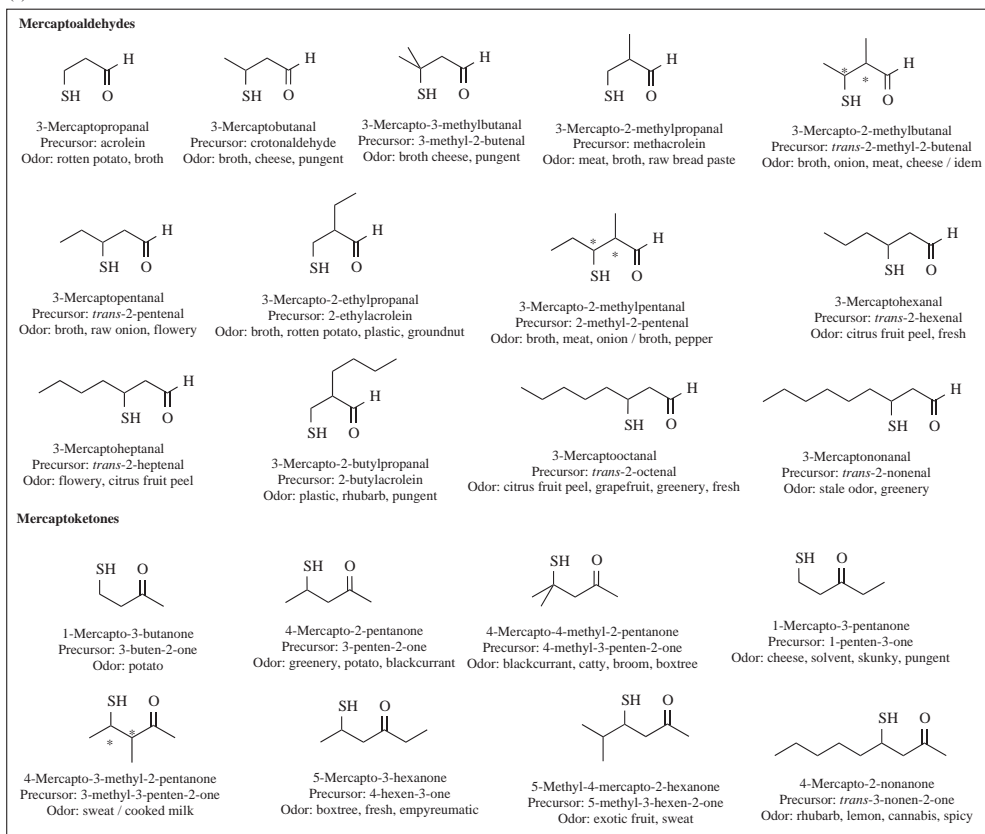 Mercaptoaldehydes
H
SH
O
3-Mercaptopropanal
Precursor: acrolein
Odor: rotten potato, broth
H
SH
O
3-Mercaptobutanal
Precursor: crotonaldehyde
Odor: broth, cheese, pungent
H
SH
O
3-Mercapto-3-methylbutanal
Precursor: 3-methyl-2-butenal
Odor: broth cheese, pungent
H
SH
O
3-Mercapto-2-methylpropanal
Precursor: methacrolein
Odor: meat, broth, raw bread paste
*
*
H
SH
O
3-Mercapto-2-methylbutanal
Precursor: trans-2-methyl-2-butenal
Odor: broth, onion, meat, cheese / idem
H
SH
O
3-Mercaptopentanal
Precursor: trans-2-pentenal
Odor: broth, raw onion, flowery
H
SH
O
3-Mercapto-2-ethylpropanal
Precursor: 2-ethylacrolein
Odor: broth, rotten potato, plastic, groundnut
*
*
H
SH
O
3-Mercapto-2-methylpentanal
Precursor: 2-methyl-2-pentenal
Odor: broth, meat, onion / broth, pepper
H
SH
O
3-Mercaptohexanal
Precursor: trans-2-hexenal
Odor: citrus fruit peel, fresh
H
SH
O
3-Mercaptoheptanal
Precursor: trans-2-heptenal
Odor: flowery, citrus fruit peel
H
SH
O
3-Mercapto-2-butylpropanal
Precursor: 2-butylacrolein
Odor: plastic, rhubarb, pungent
H
SH
O
3-Mercaptooctanal
Precursor: trans-2-octenal
Odor: citrus fruit peel, grapefruit, greenery, fresh
H
SH
O
3-Mercaptononanal
Precursor: trans-2-nonenal
Odor: stale odor, greenery
Mercaptoketones
SH
O
1-Mercapto-3-butanone
Precursor: 3-buten-2-one
Odor: potato
SH
O
4-Mercapto-2-pentanone
Precursor: 3-penten-2-one
Odor: greenery, potato, blackcurrant
SH
O
4-Mercapto-4-methyl-2-pentanone
Precursor: 4-methyl-3-penten-2-one
Odor: blackcurrant, catty, broom, boxtree
SH
O
1-Mercapto-3-pentanone
Precursor: 1-penten-3-one
Odor: cheese, solvent, skunky, pungent
SH
O
*
*
4-Mercapto-3-methyl-2-pentanone
Precursor: 3-methyl-3-penten-2-one
Odor: sweat / cooked milk
SH
O
5-Mercapto-3-hexanone
Precursor: 4-hexen-3-one
Odor: boxtree, fresh, empyreumatic
SH
O
5-Methyl-4-mercapto-2-hexanone
Precursor: 5-methyl-3-hexen-2-one
Odor: exotic fruit, sweat
SH
O
4-Mercapto-2-nonanone
Precursor: trans-3-nonen-2-one
Odor: rhubarb, lemon, cannabis, spicy